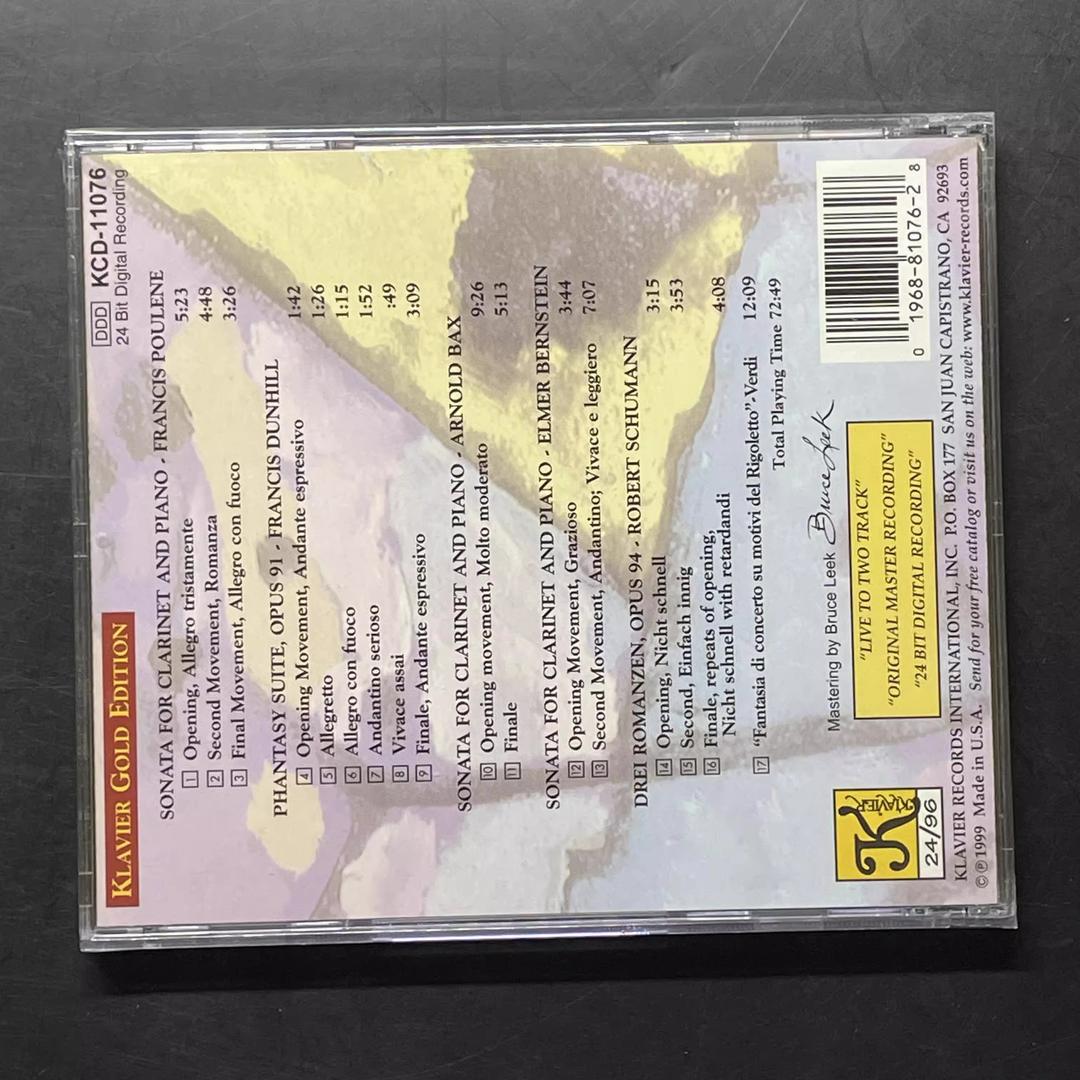 KLAVIER GOLD EDITION
DDD KCD-11076
24 Bit Digital Recording
SONATA FOR CLARINET AND PIANO - FRANCIS POULENE
1 Opening, Allegro tristamente 5:23
2 Second Movement, Romanza 4:48
3 Final Movement, Allegro con fuoco 3:26
PHANTASY SUITE, OPUS 91 - FRANCIS DUNHILL
4 Opening Movement, Andante espressivo 1:42
5 Allegretto 1:26
6 Allegro con fuoco 1:15
7 Andantino serioso 1:52
8 Vivace assai :49
9 Finale, Andante espressivo 3:09
SONATA FOR CLARINET AND PIANO - ARNOLD BAX
10 Opening movement, Molto moderato 9:26
11 Finale 5:13
SONATA FOR CLARINET AND PIANO - ELMER BERNSTEIN
12 Opening Movement, Grazioso 3:44
13 Second Movement, Andantino; Vivace e leggiero 7:07
DREI ROMANZEN, OPUS 94 - ROBERT SCHUMANN
14 Opening, Nicht schnell 3:15
15 Second, Einfach innig 3:53
16 Finale, repeats of opening,
Nicht schnell with retardandi 4:08
17 "Fantasia di concerto su motivi del Rigoletto"-Verdi 12:09
Total Playing Time 72:49
Mastering by Bruce Leek Bruce Leek
"LIVE TO TWO TRACK"
"ORIGINAL MASTER RECORDING"
"24 BIT DIGITAL RECORDING"
K KLAVIER
24/96
0 1968-81076-2 8
KLAVIER RECORDS INTERNATIONAL, INC. P.O. BOX 177 SAN JUAN CAPISTRANO, CA 92693
©℗1999 Made in U.S.A. Send for your free catalog or visit us on the web: www.klavier-records.com